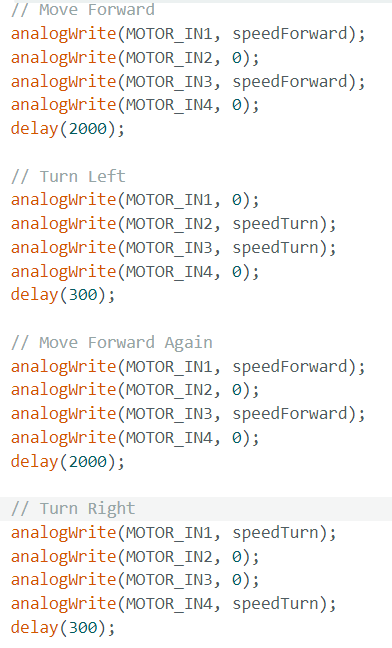 // Move Forward
analogWrite(MOTOR_IN1, speedForward);
analogWrite(MOTOR_IN2, 0);
analogWrite(MOTOR_IN3, speedForward);
analogWrite(MOTOR_IN4, 0);
delay(2000);

// Turn Left
analogWrite(MOTOR_IN1, 0);
analogWrite(MOTOR_IN2, speedTurn);
analogWrite(MOTOR_IN3, speedTurn);
analogWrite(MOTOR_IN4, 0);
delay(300);

// Move Forward Again
analogWrite(MOTOR_IN1, speedForward);
analogWrite(MOTOR_IN2, 0);
analogWrite(MOTOR_IN3, speedForward);
analogWrite(MOTOR_IN4, 0);
delay(2000);

// Turn Right
analogWrite(MOTOR_IN1, speedTurn);
analogWrite(MOTOR_IN2, 0);
analogWrite(MOTOR_IN3, 0);
analogWrite(MOTOR_IN4, speedTurn);
delay(300);